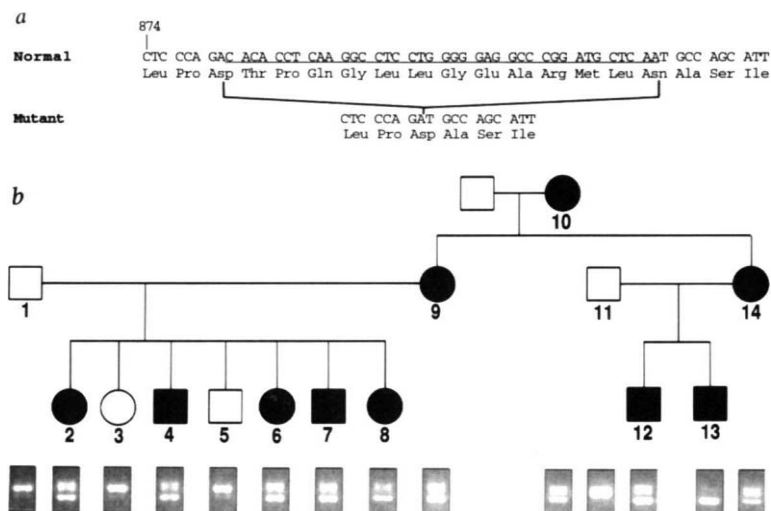 a
874
Normal CTC CCA GAC ACA CCT CAA GGC CTC CTG GGG GAG GCC CGG ATG CTC AAT GCC AGC ATT
Leu Pro Asp Thr Pro Gln Gly Leu Leu Gly Glu Ala Arg Met Leu Asn Ala Ser Ile
Mutant CTC CCA GAT GCC AGC ATT
Leu Pro Asp Ala Ser Ile
b
10
1 9 11 14
2 3 4 5 6 7 8 12 13